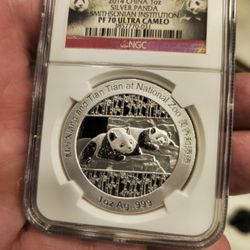 2014 CHINA 1oz
SILVER PANDA
SMITHSONIAN INSTITUTION
PF 70 ULTRA CAMEO
NGC
Mei Xiang and Tian Tian at National Zoo
1oz Ag .999